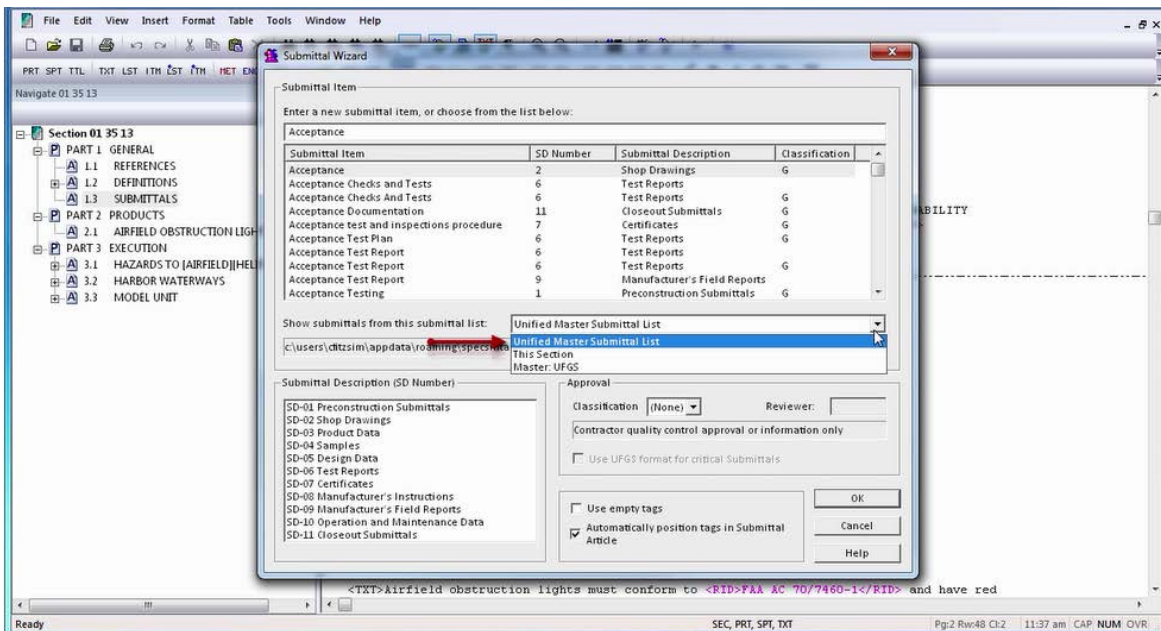 File Edit View Insert Format Table Tools Window Help
TXT
PRT SPT TTL TXT LST ITM LST ITM MET
Submittal Wizard
Navigate 01 35 13
Section 01 35 13
P PART 1 GENERAL
A 1.1 REFERENCES
A 1.2 DEFINITIONS
A 1.3 SUBMITTALS
P PART 2 PRODUCTS
A 2.1 AIRFIELD OBSTRUCTION
P PART 3 EXECUTION
A 3.1 HAZARDS TO [AIRFIELD]
A 3.2 HARBOR WATERWAYS
A 3.3 MODEL UNIT
Submittal Item
Enter a new submittal item, or choose from the list below:
Acceptance
Submittal Item SD Number Submittal Description Classification
Acceptance 2 Shop Drawings G
Acceptance Checks and Tests 6 Test Reports
Acceptance Checks And Tests 6 Test Reports G
Acceptance Documentation 11 Closeout Submittals G
Acceptance test and inspections procedure 7 Certificates G
Acceptance Test Plan 6 Test Reports G
Acceptance Test Report 6 Test Reports
Acceptance Test Report 6 Test Reports G
Acceptance Test Report 9 Manufacturer's Field Reports
Acceptance Testing 1 Preconstruction Submittals G
Show submittals from this submittal list: Unified Master Submittal List
Unified Master Submittal List
This Section
Master: UFGS
Submittal Description (SD Number)
SD-01 Preconstruction Submittals
SD-02 Shop Drawings
SD-03 Product Data
SD-04 Samples
SD-05 Design Data
SD-06 Test Reports
SD-07 Certificates
SD-08 Manufacturer's Instructions
SD-09 Manufacturer's Field Reports
SD-10 Operation and Maintenance Data
SD-11 Closeout Submittals
Approval
Classification (None) Reviewer:
Contractor quality control approval or information only
Use UFGS format for critical Submittals
Use empty tags
Automatically position tags in Submittal
Article
OK
Cancel
Help
ABILITY
<TXT>Airfield obstruction lights must conform to <RID>FAA AC 70/7460-1</RID> and have red
Ready SEC, PRT, SPT, TXT Pg:2 Rw:48 Cl:2 11:37 am CAP NUM OVR